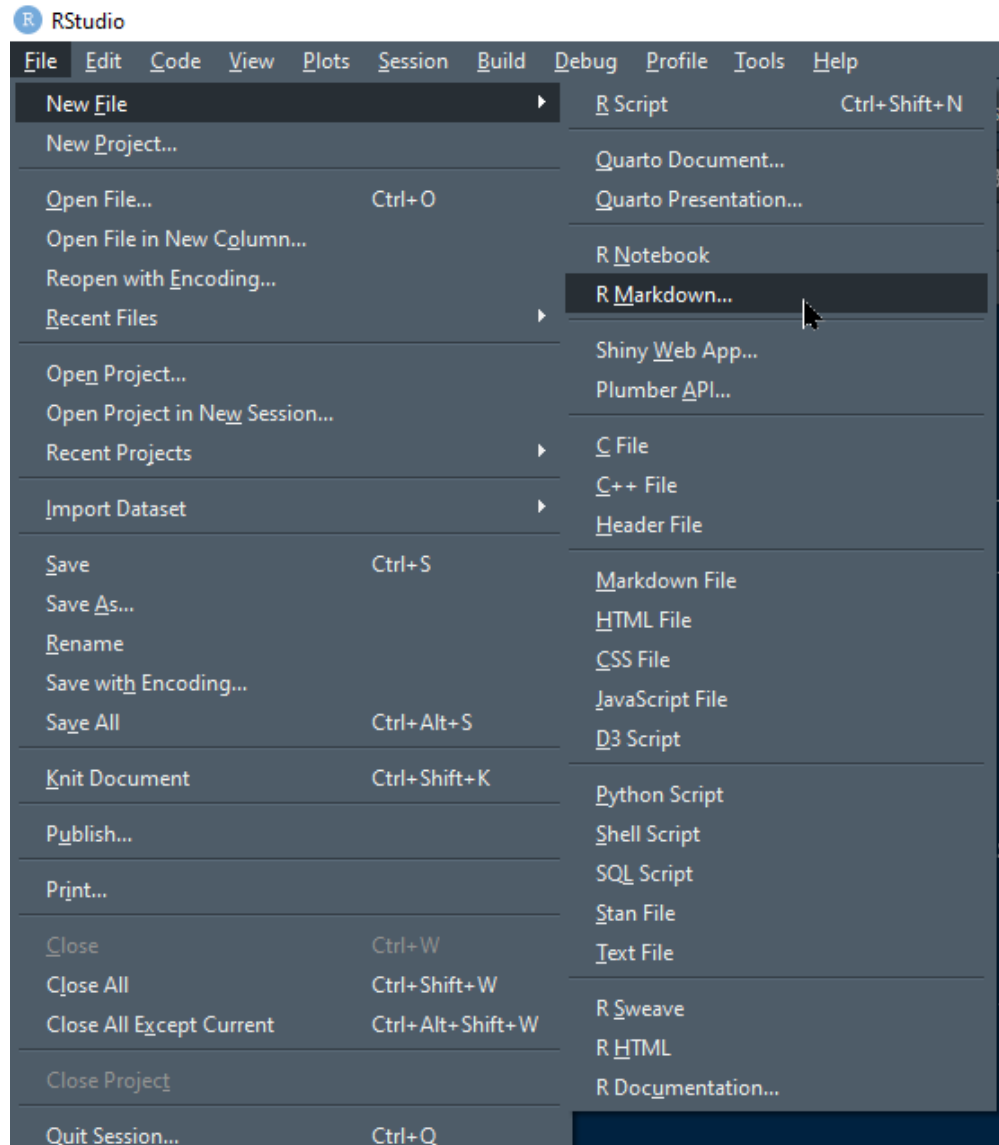 R RStudio
File Edit Code View Plots Session Build Debug Profile Tools Help
New File
New Project...
Open File... Ctrl+O
Open File in New Column...
Reopen with Encoding...
Recent Files
Open Project...
Open Project in New Session...
Recent Projects
Import Dataset
Save Ctrl+S
Save As...
Rename
Save with Encoding...
Save All Ctrl+Alt+S
Knit Document Ctrl+Shift+K
Publish...
Print...
Close Ctrl+W
Close All Ctrl+Shift+W
Close All Except Current Ctrl+Alt+Shift+W
Close Project
Quit Session... Ctrl+Q
R Script Ctrl+Shift+N
Quarto Document...
Quarto Presentation...
R Notebook
R Markdown...
Shiny Web App...
Plumber API...
C File
C++ File
Header File
Markdown File
HTML File
CSS File
JavaScript File
D3 Script
Python Script
Shell Script
SQL Script
Stan File
Text File
R Sweave
R HTML
R Documentation...